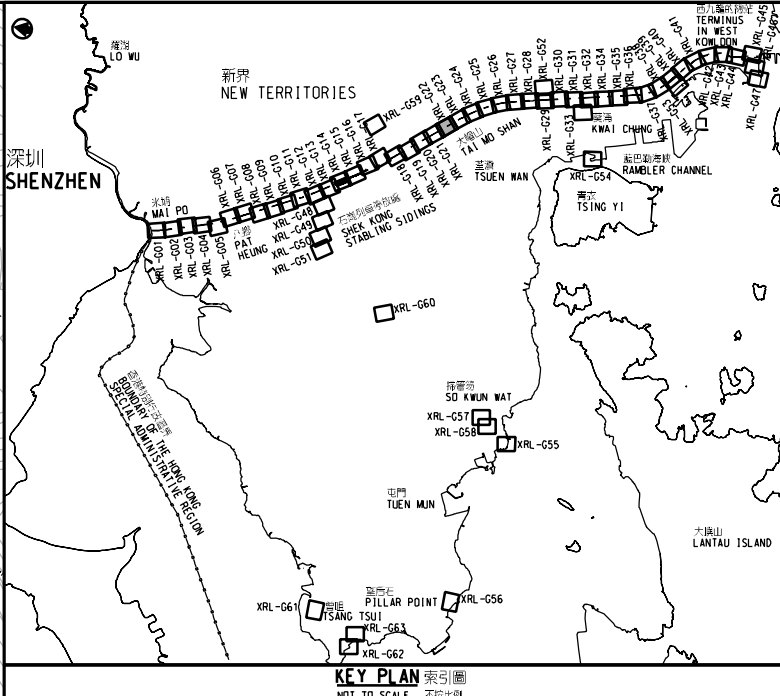 西九龍總站
TERMINUS
IN WEST
KOWLOON
羅湖
LO WU
新界
NEW TERRITORIES
深圳
SHENZHEN
米埔
MAI PO
八鄉
PAT
HEUNG
石崗列車停放處
SHEK KONG
STABLING SIDINGS
大帽山
TAI MO SHAN
荃灣
TSUEN WAN
葵涌
KWAI CHUNG
藍巴勒海峽
RAMBLER CHANNEL
青衣
TSING YI
XRL-G01
XRL-G02
XRL-G03
XRL-G04
XRL-G05
XRL-G06
XRL-G07
XRL-G08
XRL-G09
XRL-G10
XRL-G11
XRL-G12
XRL-G13
XRL-G14
XRL-G15
XRL-G16
XRL-G17
XRL-G18
XRL-G19
XRL-G20
XRL-G21
XRL-G22
XRL-G23
XRL-G24
XRL-G25
XRL-G26
XRL-G27
XRL-G28
XRL-G52
XRL-G29
XRL-G30
XRL-G31
XRL-G32
XRL-G33
XRL-G34
XRL-G35
XRL-G36
XRL-G37
XRL-G39
XRL-G40
XRL-G41
XRL-G42
XRL-G43
XRL-G44
XRL-G45
XRL-G46
XRL-G47
XRL-G53
XRL-G54
XRL-G59
XRL-G48
XRL-G49
XRL-G50
XRL-G51
XRL-G60
香港特別行政區界
BOUNDARY OF THE HONG KONG
SPECIAL ADMINISTRATIVE REGION
掃管笏
SO KWUN WAT
XRL-G57
XRL-G58
XRL-G55
屯門
TUEN MUN
大嶼山
LANTAU ISLAND
望后石
PILLAR POINT
XRL-G56
XRL-G61
曾咀
TSANG TSUI
XRL-G63
XRL-G62
KEY PLAN 索引圖
NOT TO SCALE 不按比例